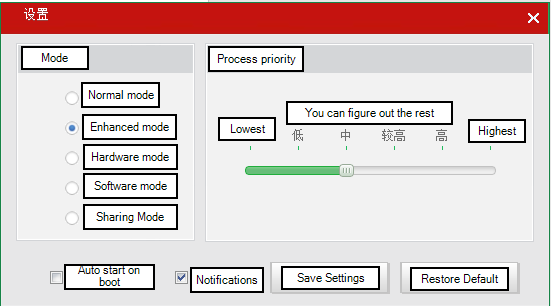 设置
Mode
Normal mode
Enhanced mode
Hardware mode
Software mode
Sharing Mode
Process priority
You can figure out the rest
Lowest
低 中 较高 高
Highest
Auto start on
boot
Notifications
Save Settings
Restore Default